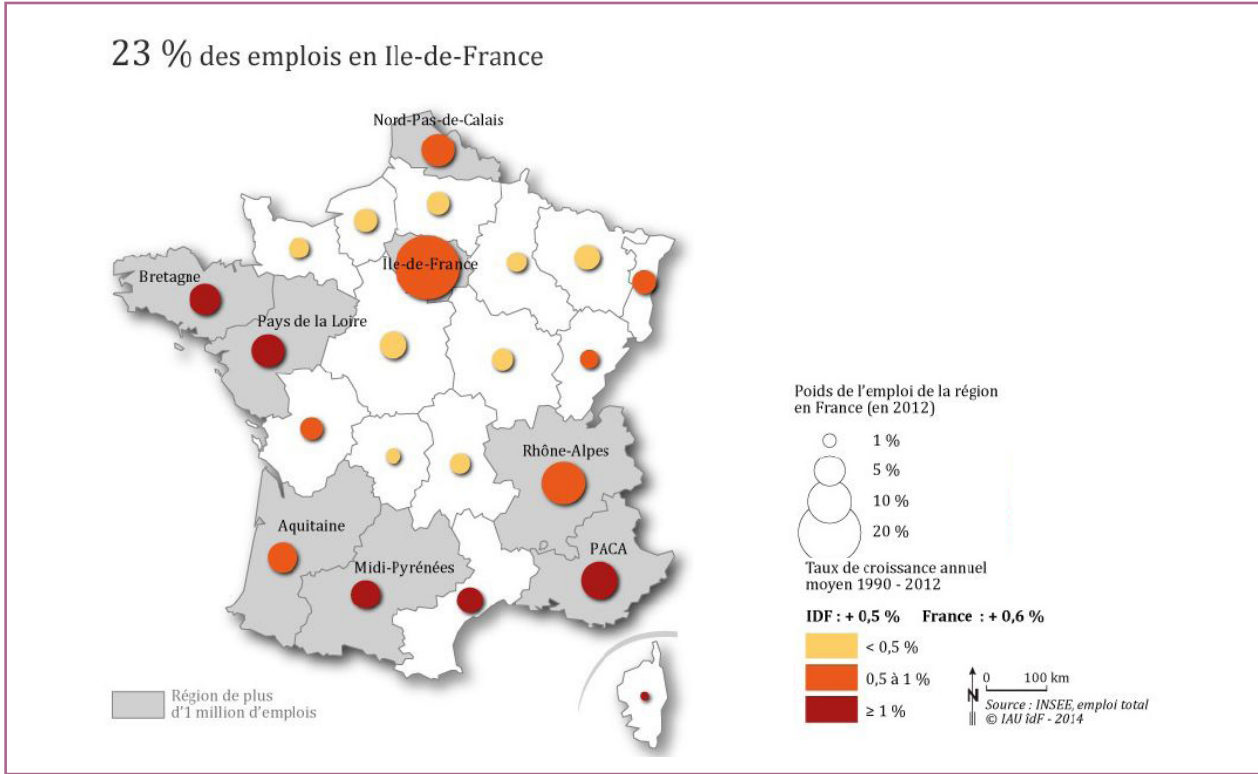 23 % des emplois en Ile-de-France
Nord-Pas-de-Calais
Île-de-France
Bretagne
Pays de la Loire
Rhône-Alpes
Aquitaine
Midi-Pyrénées
PACA
Région de plus
d’1 million d’emplois
Poids de l’emploi de la région
en France (en 2012)
1 %
5 %
10 %
20 %
Taux de croissance annuel
moyen 1990 - 2012
IDF : + 0,5 % France : + 0,6 %
< 0,5 %
0,5 à 1 %
≥ 1 %
N
0 100 km
Source : INSEE, emploi total
© IAU îdF - 2014